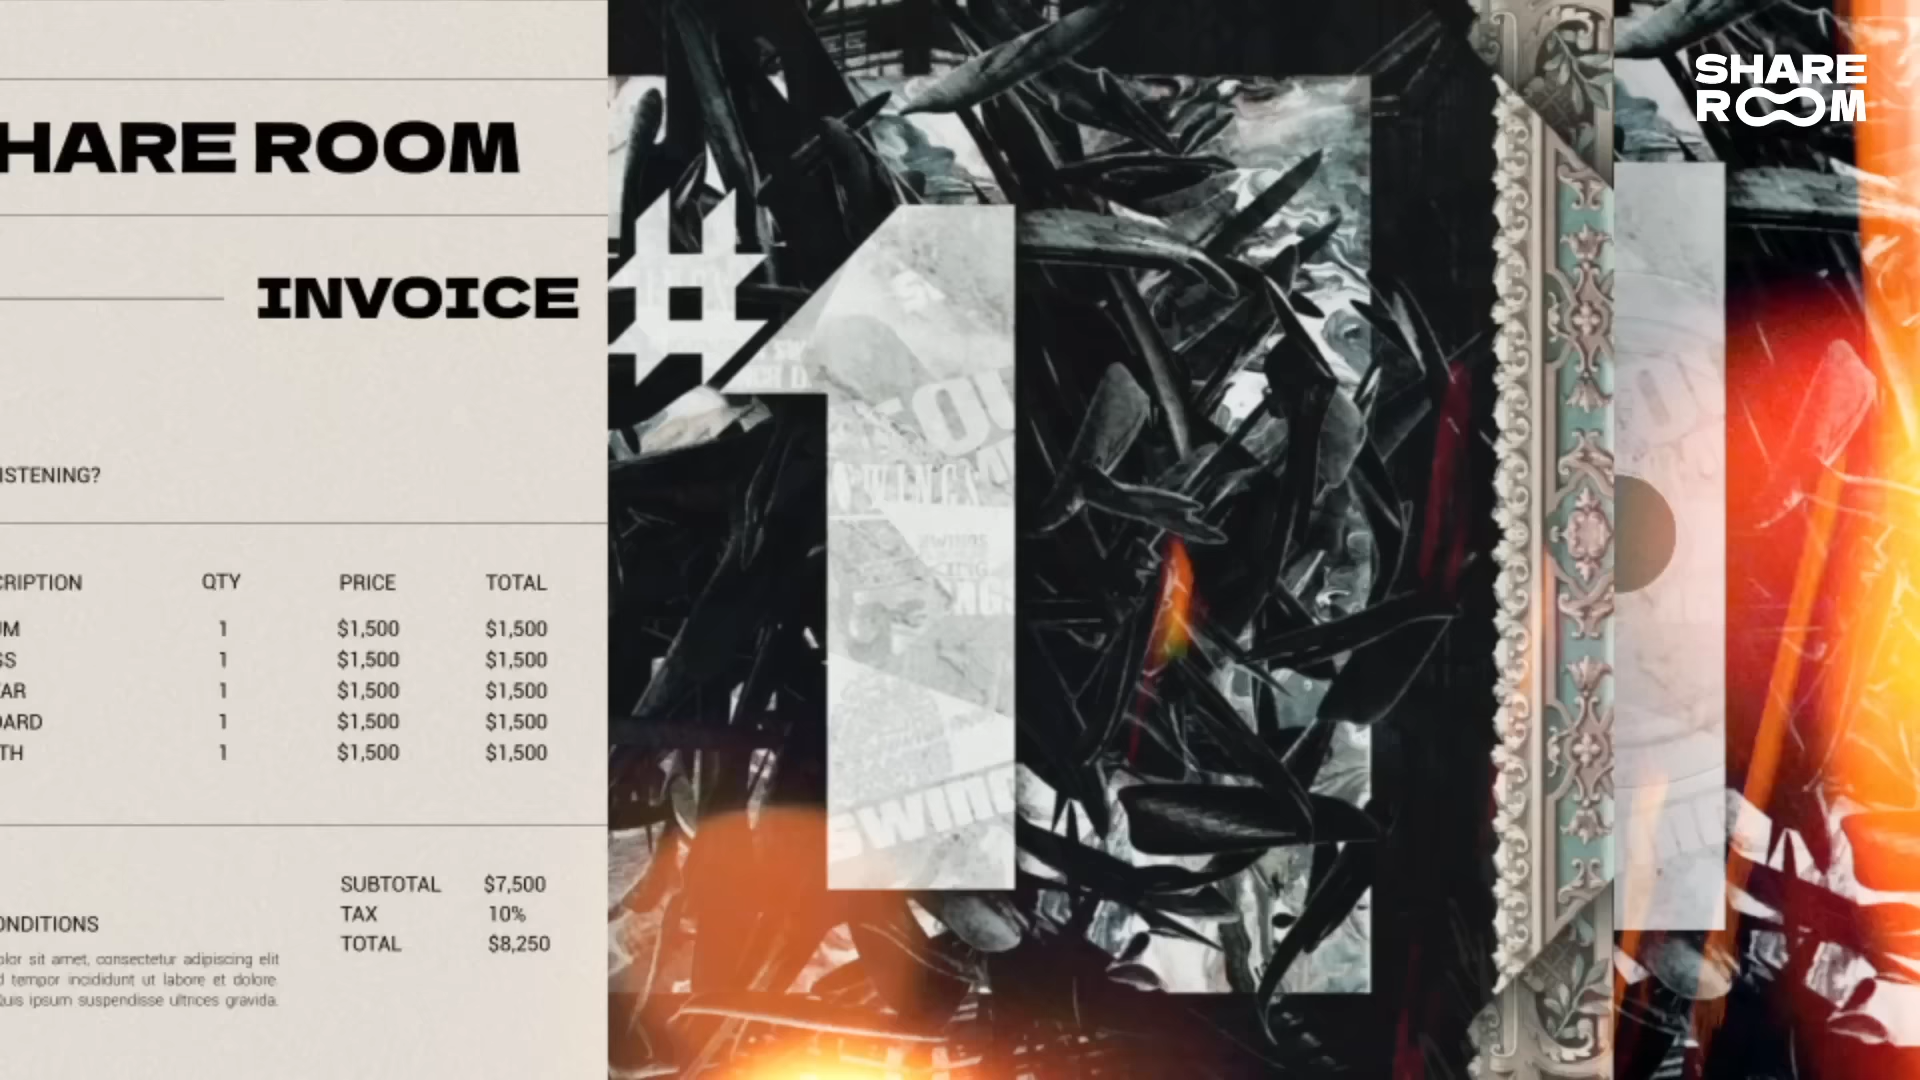 HARE ROOM
INVOICE
ISTENING?
CRIPTION QTY PRICE TOTAL
UM 1 $1,500 $1,500
SS 1 $1,500 $1,500
AR 1 $1,500 $1,500
DARD 1 $1,500 $1,500
TH 1 $1,500 $1,500
SUBTOTAL $7,500
TAX 10%
TOTAL $8,250
ONDITIONS
olor sit amet, consectetur adipiscing elit
d tempor incididunt ut labore et dolore
Quis ipsum suspendisse ultrices gravida.
#1
SWINGS
SHARE
ROOM